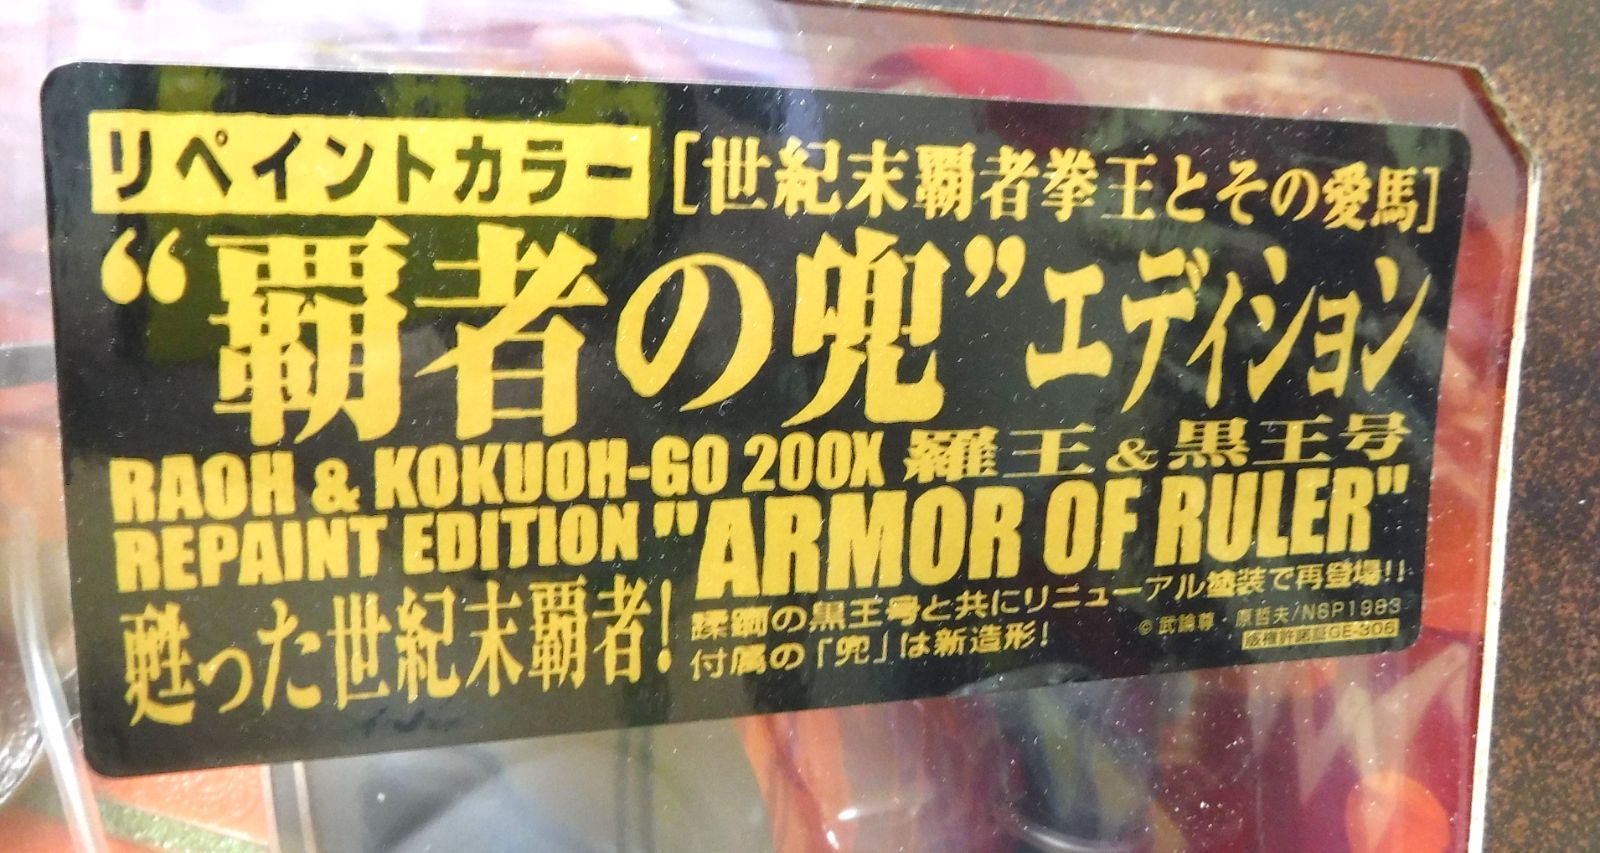 リペイントカラー [世紀末覇者拳王とその愛馬]
“覇者の兜”エディション
RAOH & KOKUOH-GO 200X 羅王&黒王号
REPAINT EDITION "ARMOR OF RULER"
甦った世紀末覇者!
蹂躙の黒王号と共にリニューアル塗装で再登場!!
付属の「兜」は新造形!
© 武論尊・原哲夫/NSP1983
版権許諾証GE-306